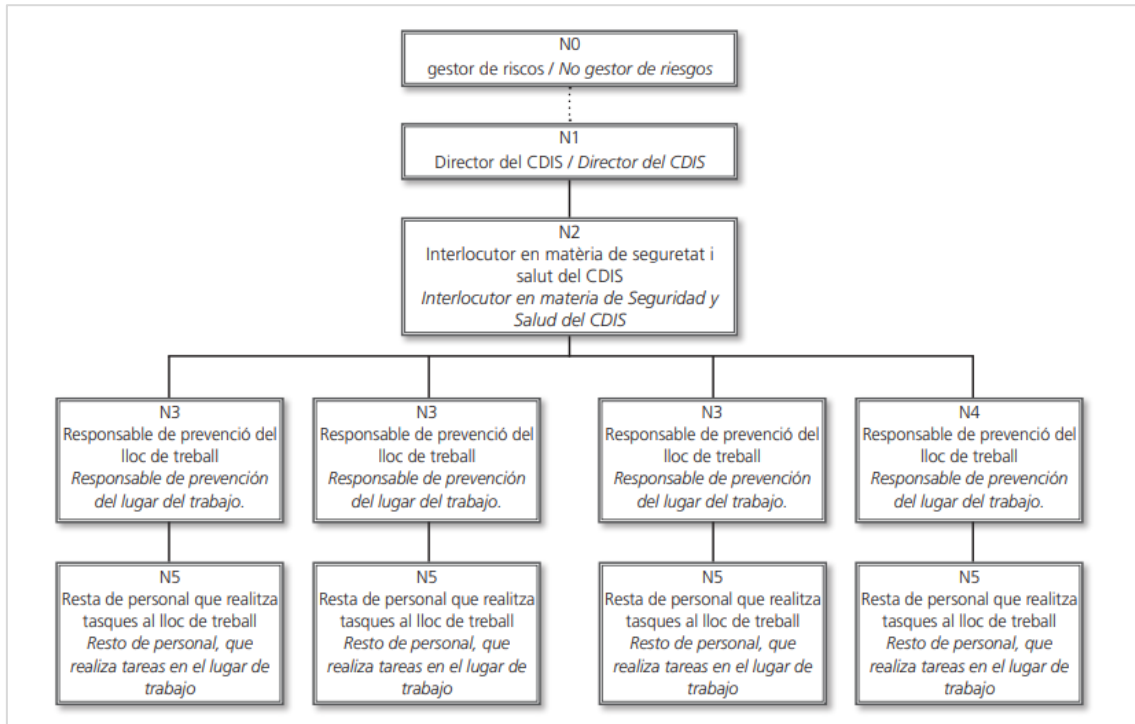 N0
gestor de riscos / No gestor de riesgos
N1
Director del CDIS / Director del CDIS
N2
Interlocutor en matèria de seguretat i
salut del CDIS
Interlocutor en materia de Seguridad y
Salud del CDIS
N3
Responsable de prevenció del
lloc de treball
Responsable de prevención
del lugar del trabajo.
N3
Responsable de prevenció del
lloc de treball
Responsable de prevención
del lugar del trabajo.
N3
Responsable de prevenció del
lloc de treball
Responsable de prevención
del lugar del trabajo.
N4
Responsable de prevenció del
lloc de treball
Responsable de prevención
del lugar del trabajo.
N5
Resta de personal que realitza
tasques al lloc de treball
Resto de personal, que
realiza tareas en el lugar de
trabajo
N5
Resta de personal que realitza
tasques al lloc de treball
Resto de personal, que
realiza tareas en el lugar de
trabajo
N5
Resta de personal que realitza
tasques al lloc de treball
Resto de personal, que
realiza tareas en el lugar de
trabajo
N5
Resta de personal que realitza
tasques al lloc de treball
Resto de personal, que
realiza tareas en el lugar de
trabajo